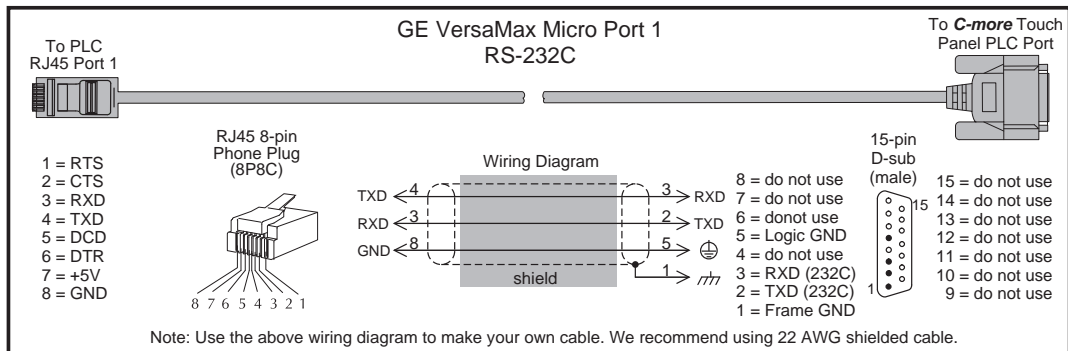 GE VersaMax Micro Port 1
RS-232C
To PLC
RJ45 Port 1
To C-more Touch
Panel PLC Port
1 = RTS
2 = CTS
3 = RXD
4 = TXD
5 = DCD
6 = DTR
7 = +5V
8 = GND
RJ45 8-pin
Phone Plug
(8P8C)
8 7 6 5 4 3 2 1
Wiring Diagram
TXD 4 3 RXD
RXD 3 2 TXD
GND 8 5
1
shield
8 = do not use
7 = do not use
6 = donot use
5 = Logic GND
4 = do not use
3 = RXD (232C)
2 = TXD (232C)
1 = Frame GND
15-pin
D-sub
(male)
15
1
15 = do not use
14 = do not use
13 = do not use
12 = do not use
11 = do not use
10 = do not use
9 = do not use
Note: Use the above wiring diagram to make your own cable. We recommend using 22 AWG shielded cable.